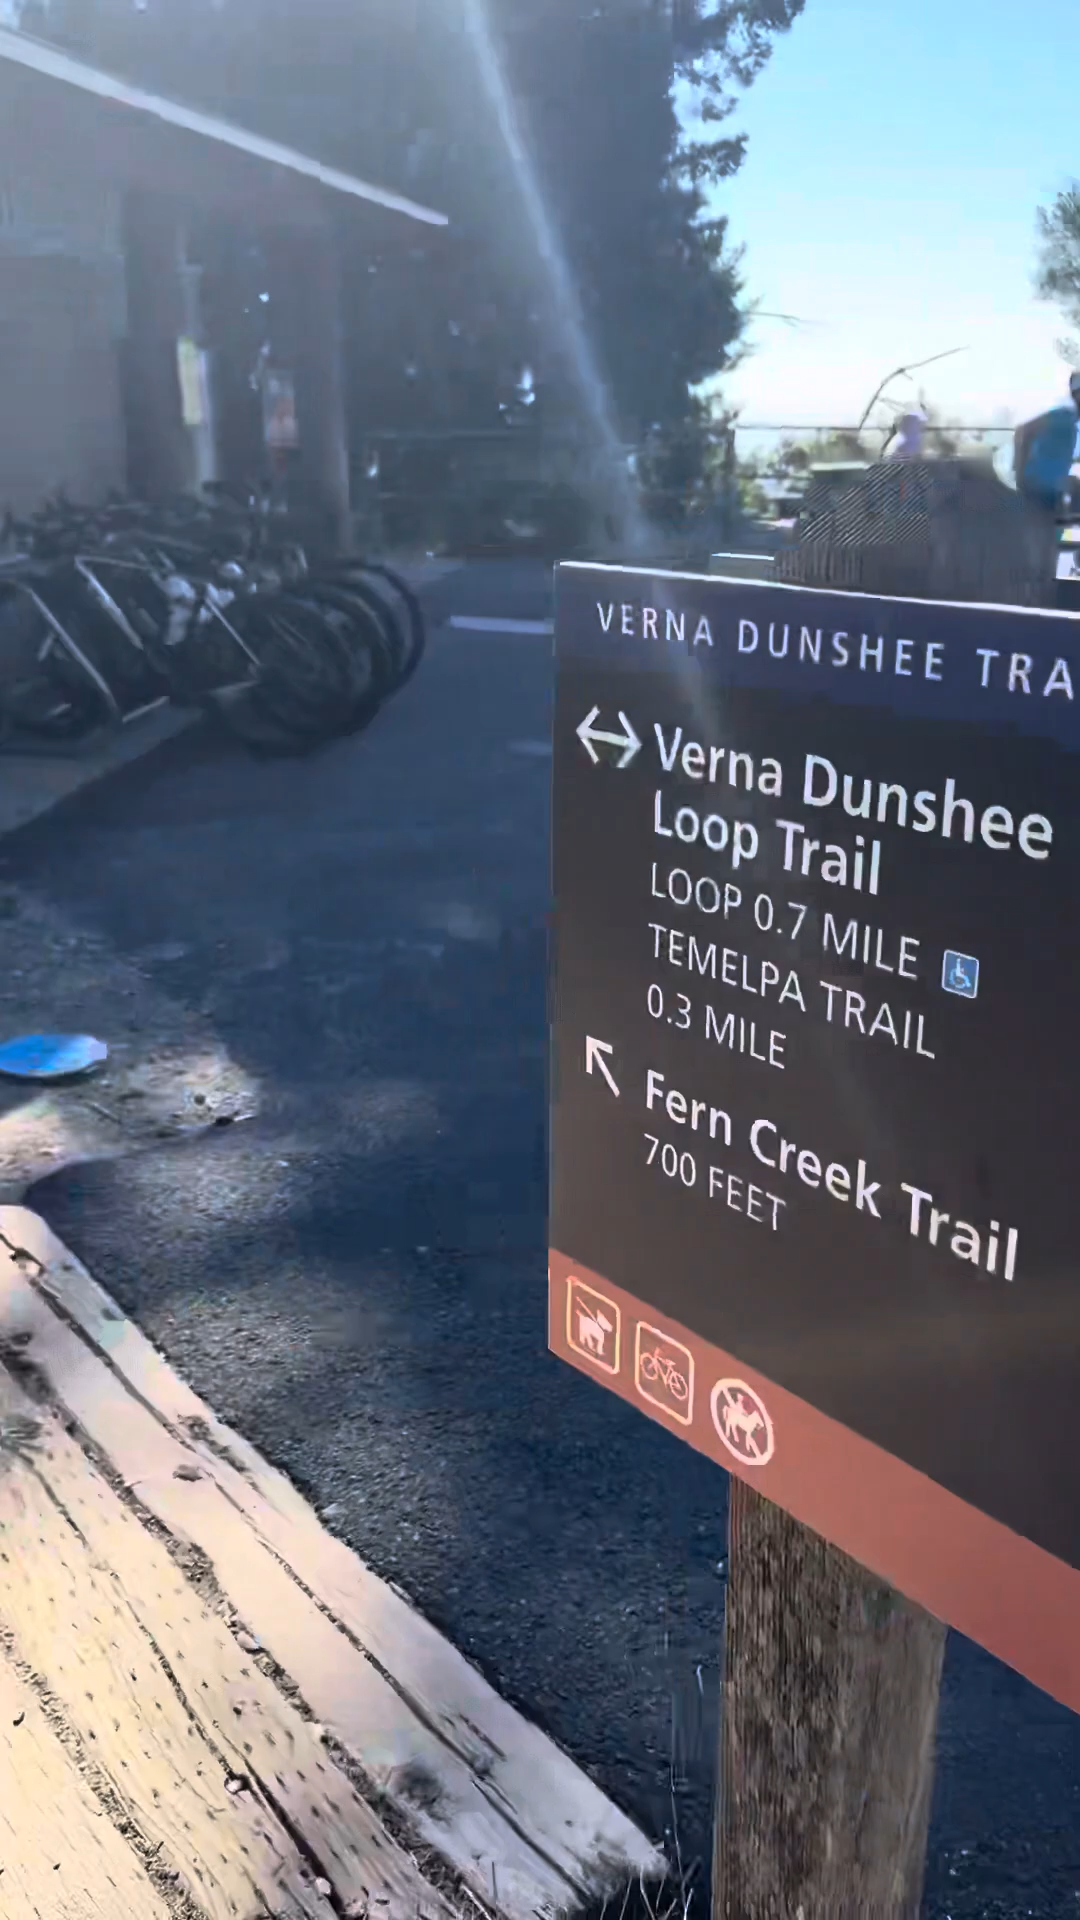 VERNA DUNSHEE TRA
Verna Dunshee
Loop Trail
LOOP 0.7 MILE
TEMELPA TRAIL
0.3 MILE
Fern Creek Trail
700 FEET